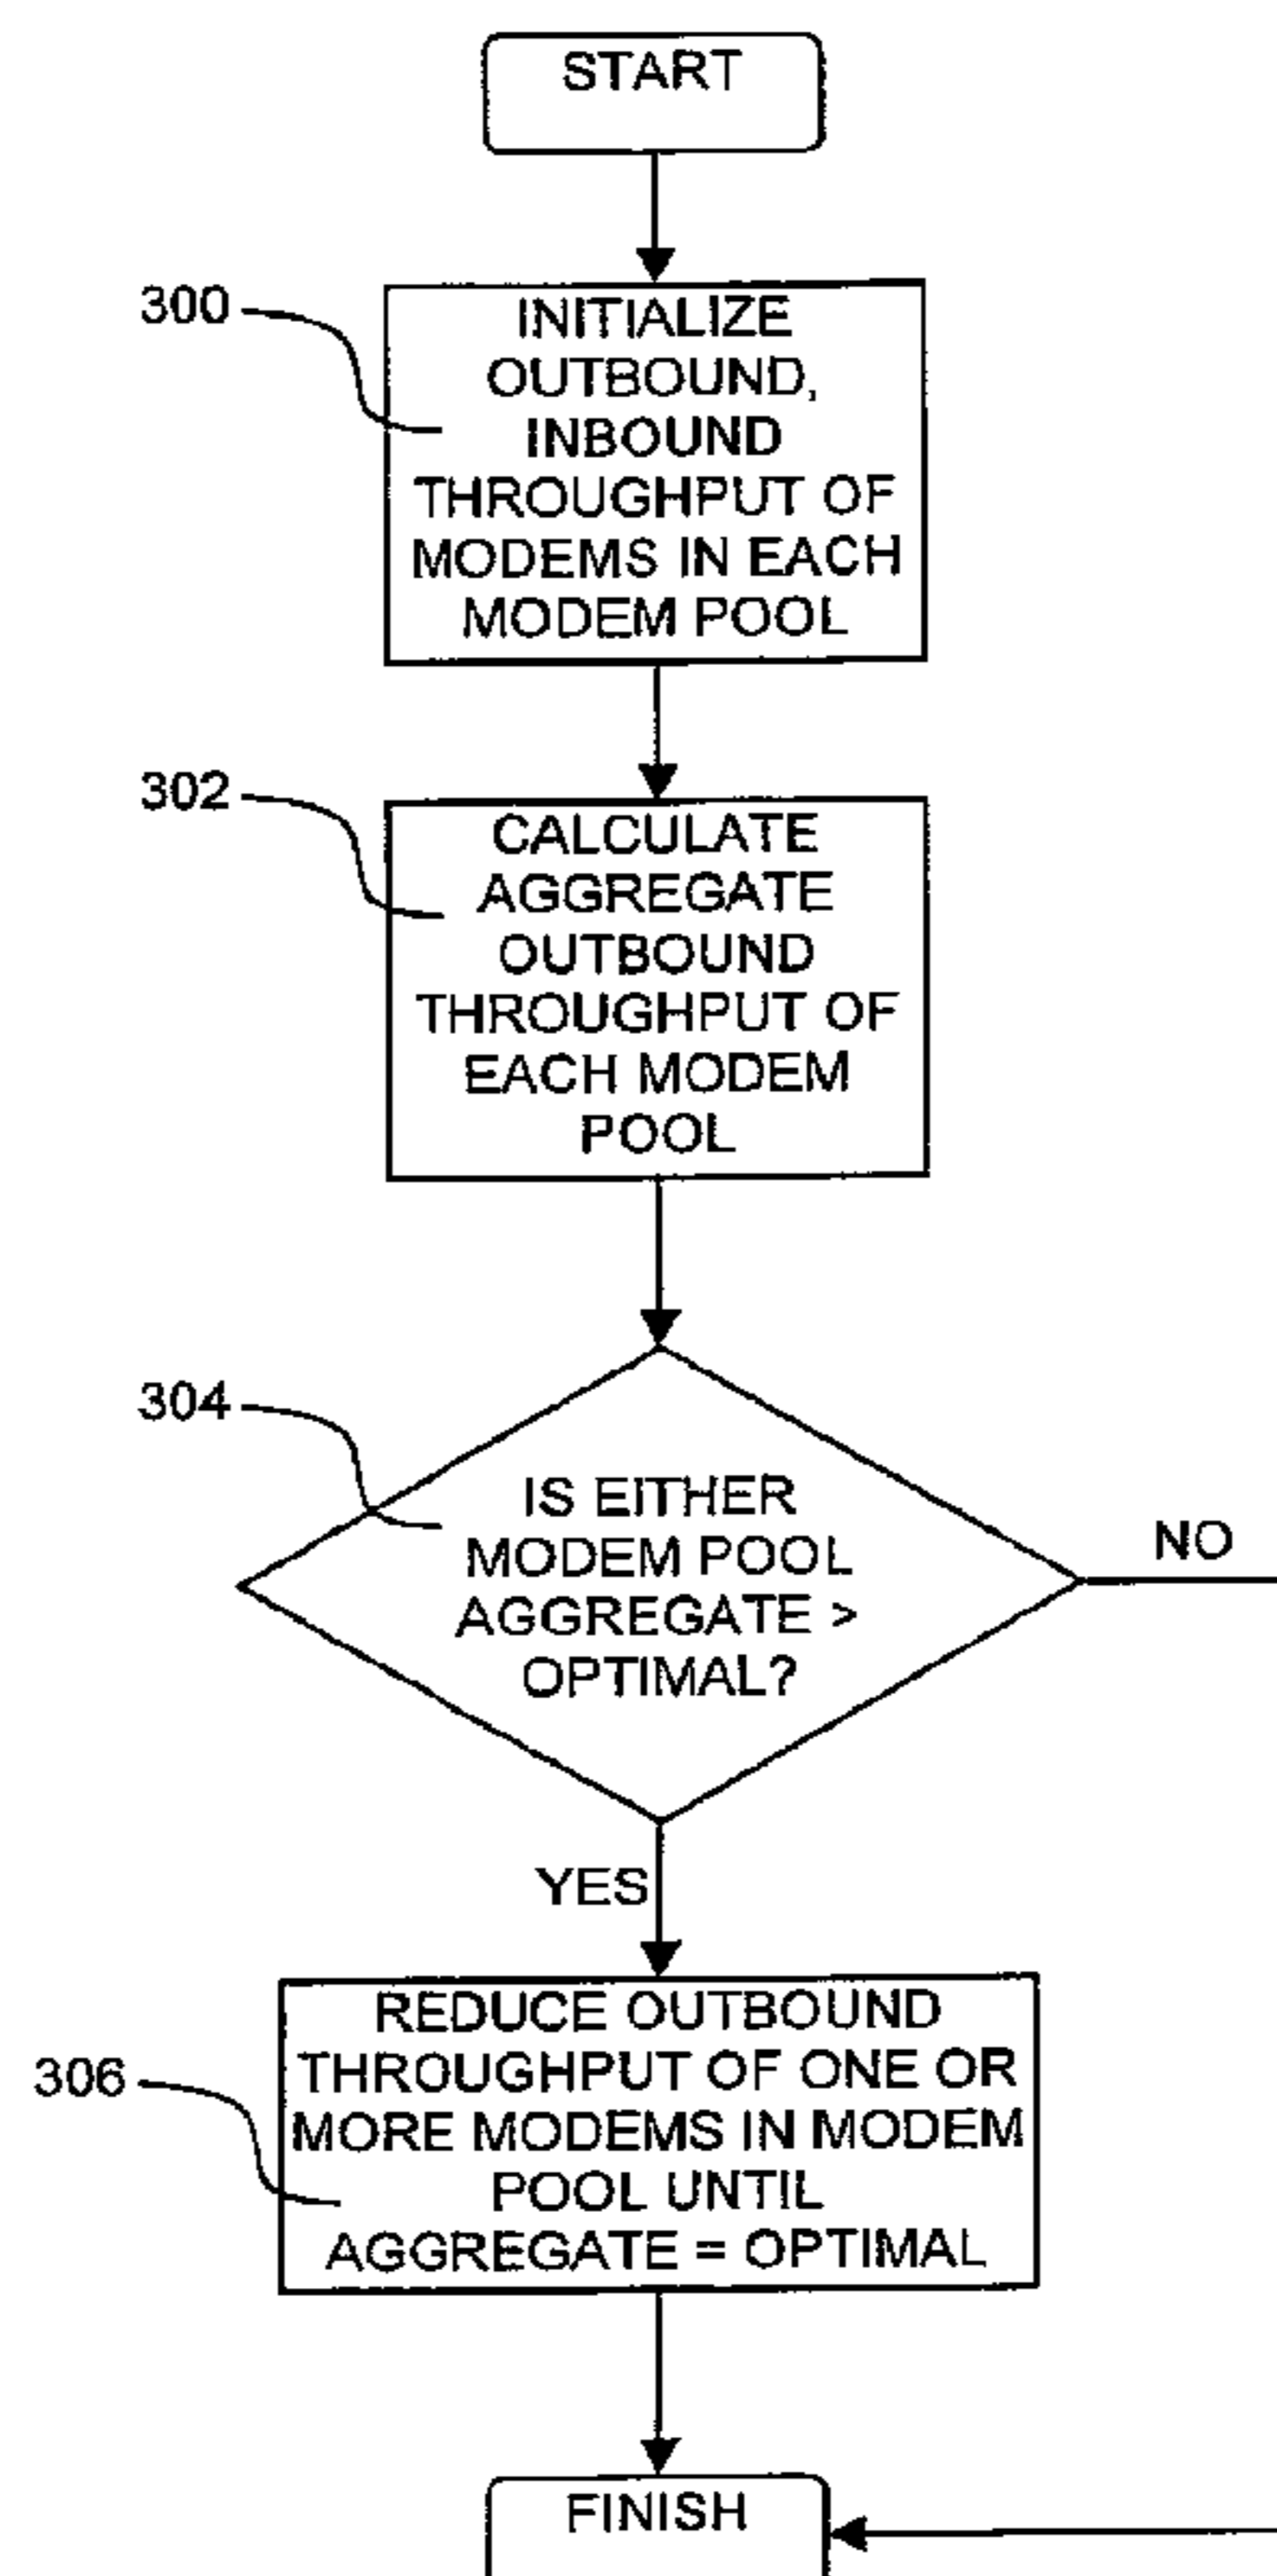 START
300
INITIALIZE
OUTBOUND,
INBOUND
THROUGHPUT OF
MODEMS IN EACH
MODEM POOL
302
CALCULATE
AGGREGATE
OUTBOUND
THROUGHPUT OF
EACH MODEM
POOL
304
IS EITHER
MODEM POOL
AGGREGATE >
OPTIMAL?
NO
YES
306
REDUCE OUTBOUND
THROUGHPUT OF ONE OR
MORE MODEMS IN MODEM
POOL UNTIL
AGGREGATE = OPTIMAL
FINISH